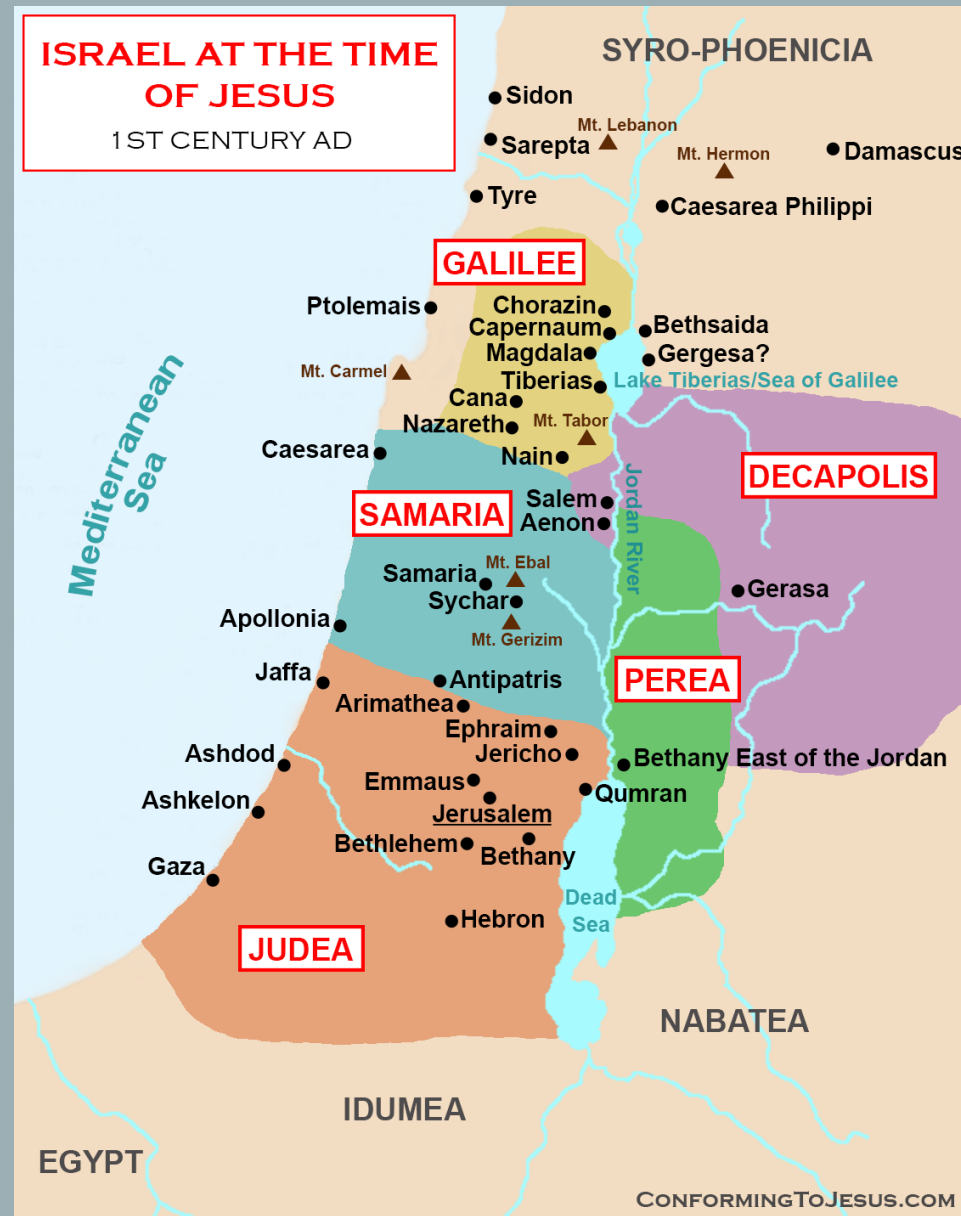 ISRAEL AT THE TIME
OF JESUS
1ST CENTURY AD
SYRO-PHOENICIA
Sidon
Mt. Lebanon
Sarepta
Mt. Hermon
Damascus
Tyre
Caesarea Philippi
GALILEE
Ptolemais
Chorazin
Capernaum
Bethsaida
Magdala
Gergesa?
Mt. Carmel
Tiberias
Lake Tiberias/Sea of Galilee
Cana
Nazareth
Mt. Tabor
Caesarea
Nain
Mediterranean
Sea
DECAPOLIS
Jordan River
Salem
SAMARIA
Aenon
Mt. Ebal
Samaria
Gerasa
Sychar
Apollonia
Mt. Gerizim
Jaffa
Antipatris
PEREA
Arimathea
Ephraim
Ashdod
Jericho
Bethany East of the Jordan
Emmaus
Qumran
Ashkelon
Jerusalem
Bethlehem
Bethany
Gaza
Dead
Sea
Hebron
JUDEA
NABATEA
IDUMEA
EGYPT
CONFORMINGTOJESUS.COM